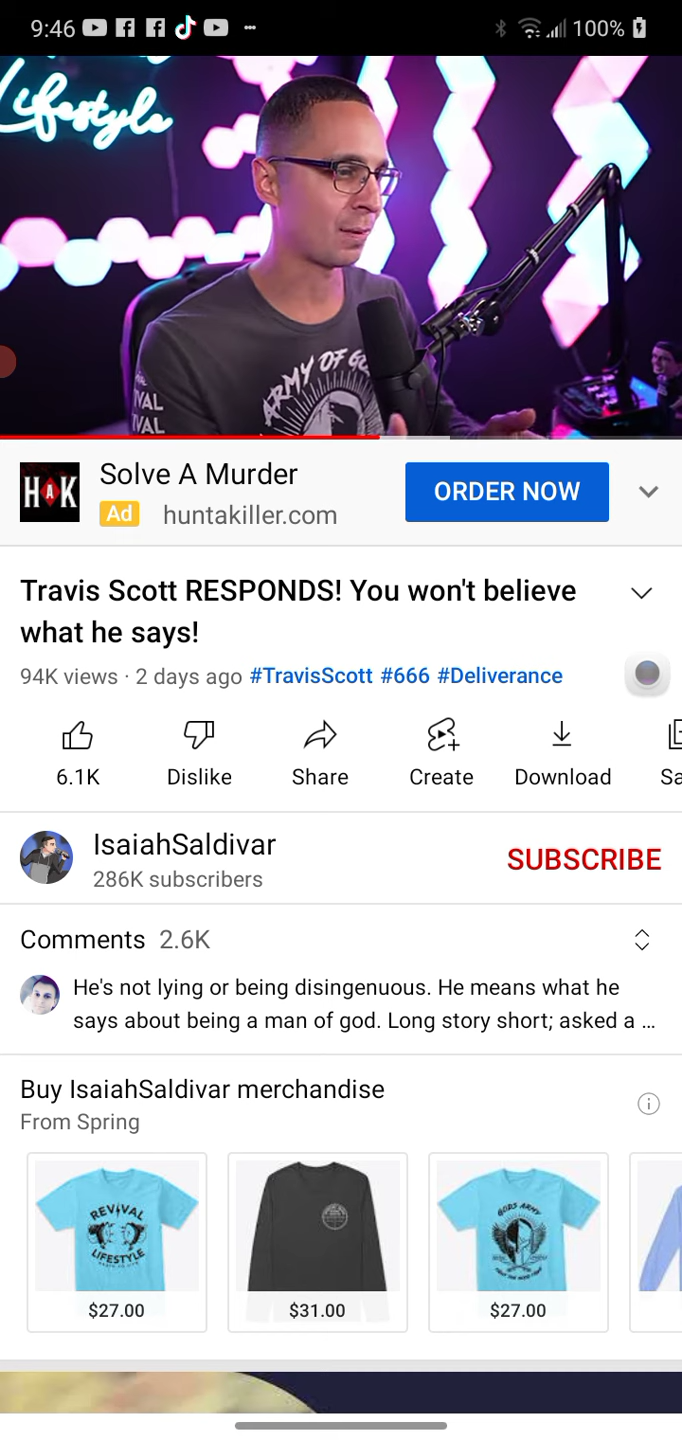 9:46
100%
Lifestyle
ARMY OF GO
VAL
VAL
H A K
Solve A Murder
Ad huntakiller.com
ORDER NOW
Travis Scott RESPONDS! You won't believe
what he says!
94K views · 2 days ago #TravisScott #666 #Deliverance
6.1K Dislike Share Create Download Sa
IsaiahSaldivar
286K subscribers
SUBSCRIBE
Comments 2.6K
He's not lying or being disingenuous. He means what he
says about being a man of god. Long story short; asked a ...
Buy IsaiahSaldivar merchandise
From Spring
REVIVAL
LIFESTYLE
GODS ARMY
$27.00 $31.00 $27.00